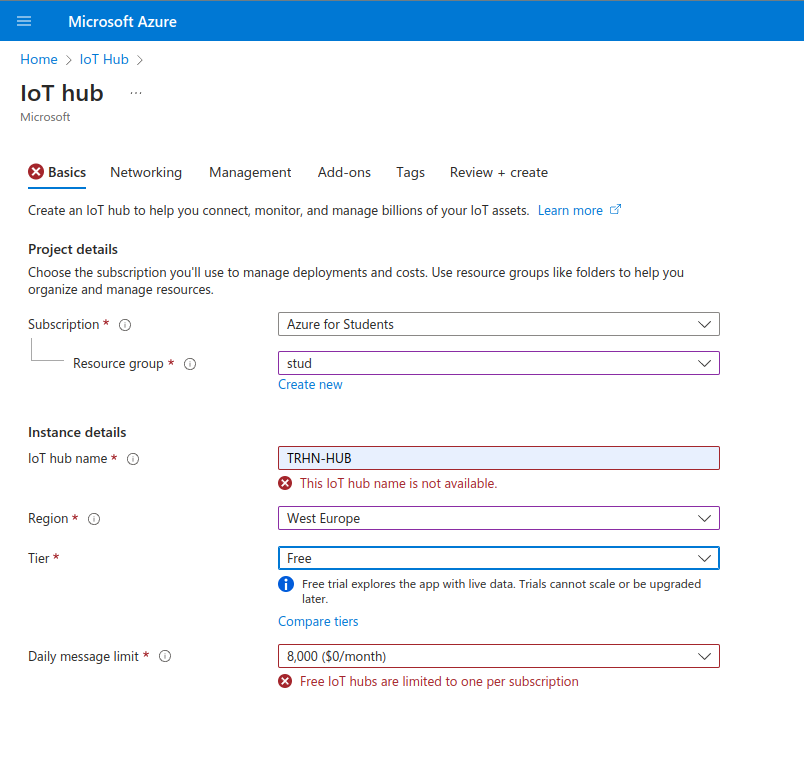 Microsoft Azure
Home > IoT Hub >
IoT hub ...
Microsoft
Basics Networking Management Add-ons Tags Review + create
Create an IoT hub to help you connect, monitor, and manage billions of your IoT assets. Learn more
Project details
Choose the subscription you'll use to manage deployments and costs. Use resource groups like folders to help you
organize and manage resources.
Subscription * Azure for Students
Resource group * stud
Create new
Instance details
IoT hub name * TRHN-HUB
This IoT hub name is not available.
Region * West Europe
Tier * Free
Free trial explores the app with live data. Trials cannot scale or be upgraded
later.
Compare tiers
Daily message limit * 8,000 ($0/month)
Free IoT hubs are limited to one per subscription